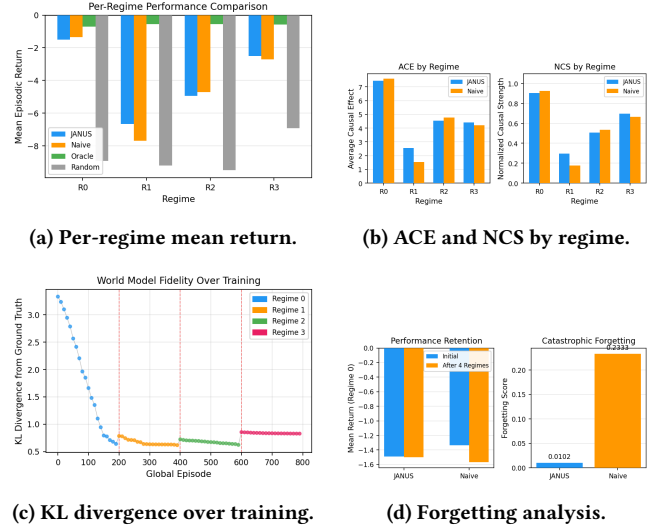 Per-Regime Performance Comparison
0
−2
−4
−6
−8
Mean Episodic Return
JANUS
Naive
Oracle
Random
R0 R1 R2 R3
Regime
(a) Per-regime mean return.
ACE by Regime
7
6
5
4
3
2
1
0
Average Causal Effect
JANUS
Naive
R0 R1 R2 R3
Regime
NCS by Regime
1.0
0.8
0.6
0.4
0.2
0.0
Normalized Causal Strength
JANUS
Naive
R0 R1 R2 R3
Regime
(b) ACE and NCS by regime.
World Model Fidelity Over Training
3.0
2.5
2.0
1.5
1.0
0.5
KL Divergence from Ground Truth
Regime 0
Regime 1
Regime 2
Regime 3
0 100 200 300 400 500 600 700 800
Global Episode
(c) KL divergence over training.
Performance Retention
0.0
−0.2
−0.4
−0.6
−0.8
−1.0
−1.2
−1.4
−1.6
Mean Return (Regime 0)
Initial
After 4 Regimes
JANUS Naive
Catastrophic Forgetting
0.2333
0.20
0.15
0.10
0.05
0.00
Forgetting Score
0.0102
JANUS Naive
(d) Forgetting analysis.